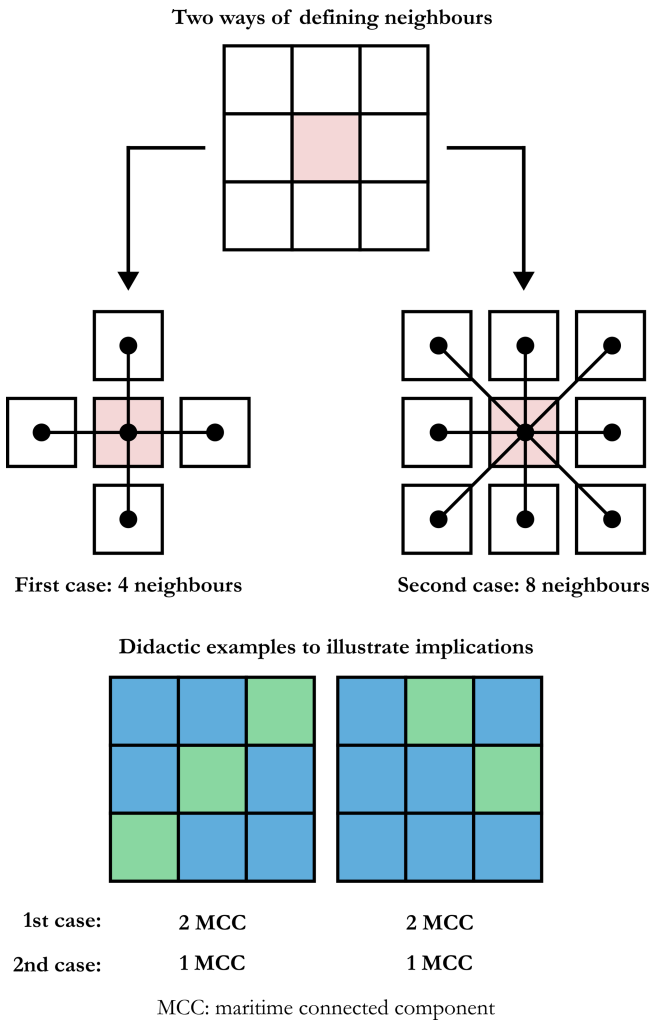 Two ways of defining neighbours
First case: 4 neighbours
Second case: 8 neighbours
Didactic examples to illustrate implications
1st case: 2 MCC 2 MCC
2nd case: 1 MCC 1 MCC
MCC: maritime connected component